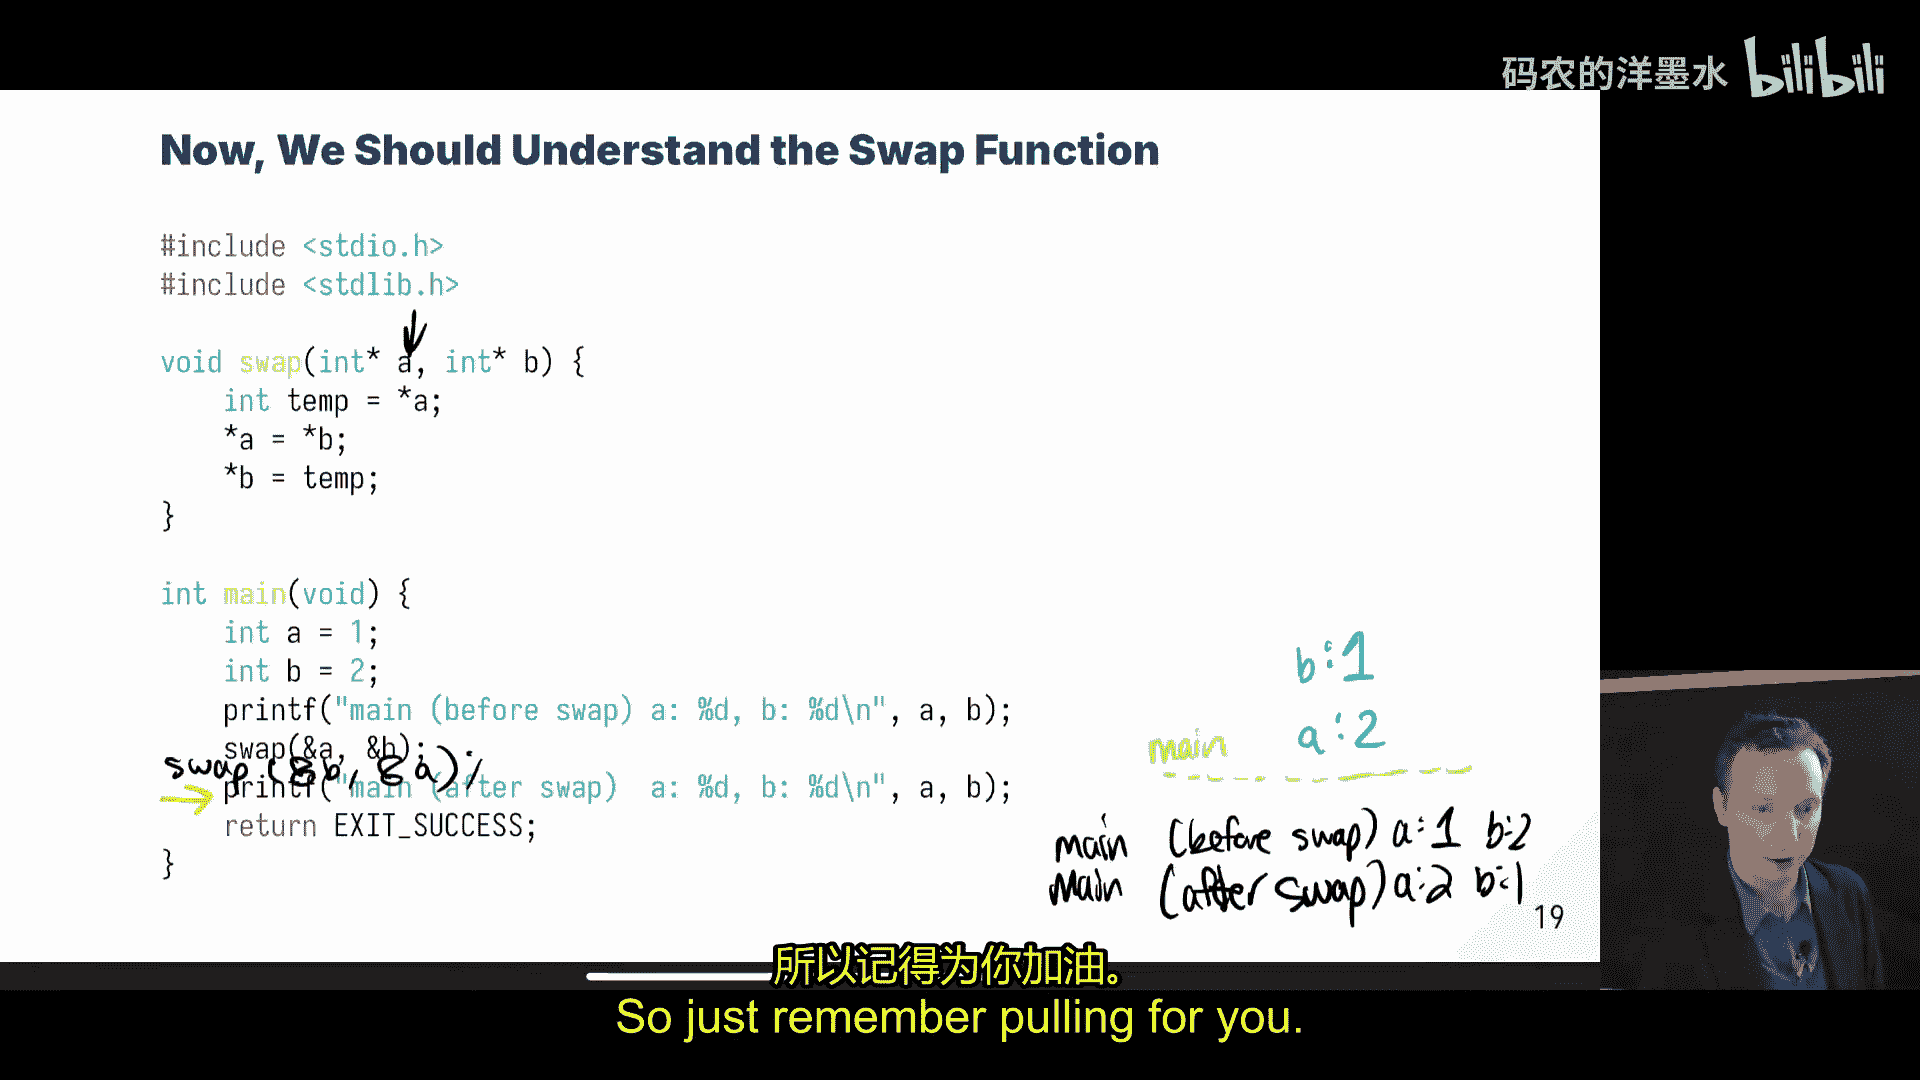 码农的洋墨水 bilibili
Now, We Should Understand the Swap Function
#include <stdio.h>
#include <stdlib.h>
void swap(int* a, int* b) {
    int temp = *a;
    *a = *b;
    *b = temp;
}
int main(void) {
    int a = 1;
    int b = 2;
    printf("main (before swap) a: %d, b: %d\n", a, b);
    swap(&a, &b);
swap (&b, &a);
    printf("main (after swap)  a: %d, b: %d\n", a, b);
    return EXIT_SUCCESS;
}
b:1
main a:2
main (before swap) a:1 b:2
main (after swap) a:2 b:1
19
所以记得为你加油。
So just remember pulling for you.